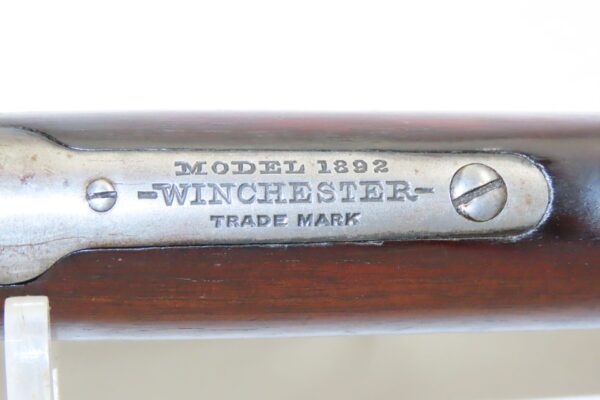 MODEL 1892
-WINCHESTER-
TRADE MARK